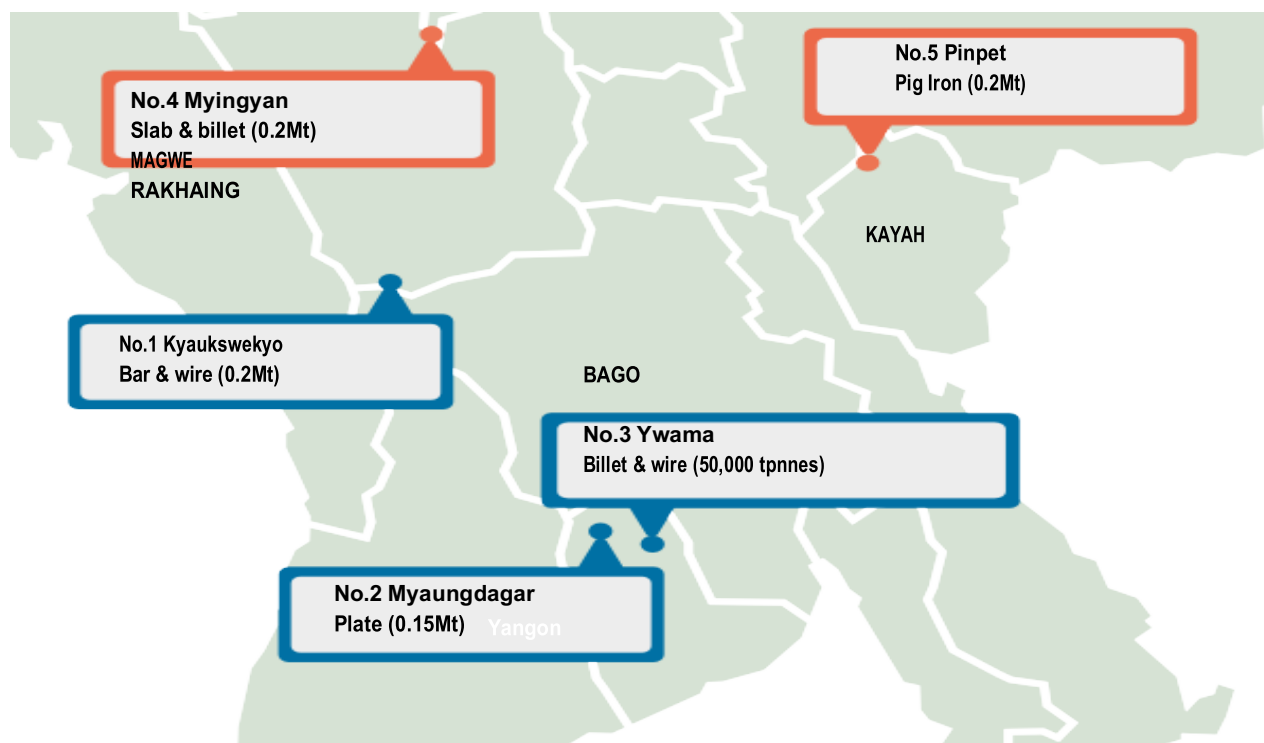 No.5 Pinpet
Pig Iron (0.2Mt)
No.4 Myingyan
Slab & billet (0.2Mt)
MAGWE
RAKHAING
KAYAH
No.1 Kyaukswekyo
Bar & wire (0.2Mt)
BAGO
No.3 Ywama
Billet & wire (50,000 tpnnes)
No.2 Myaungdagar
Plate (0.15Mt) Yangon